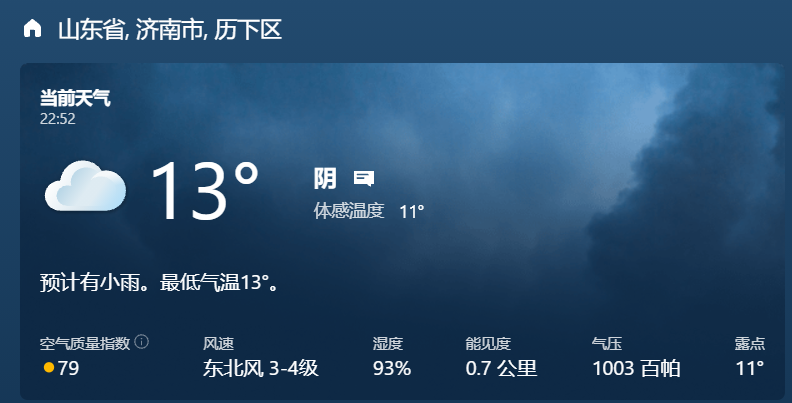 山东省, 济南市, 历下区
当前天气
22:52
13°
阴
体感温度 11°
预计有小雨。最低气温13°。
空气质量指数 风速 湿度 能见度 气压 露点
79 东北风 3-4级 93% 0.7 公里 1003 百帕 11°